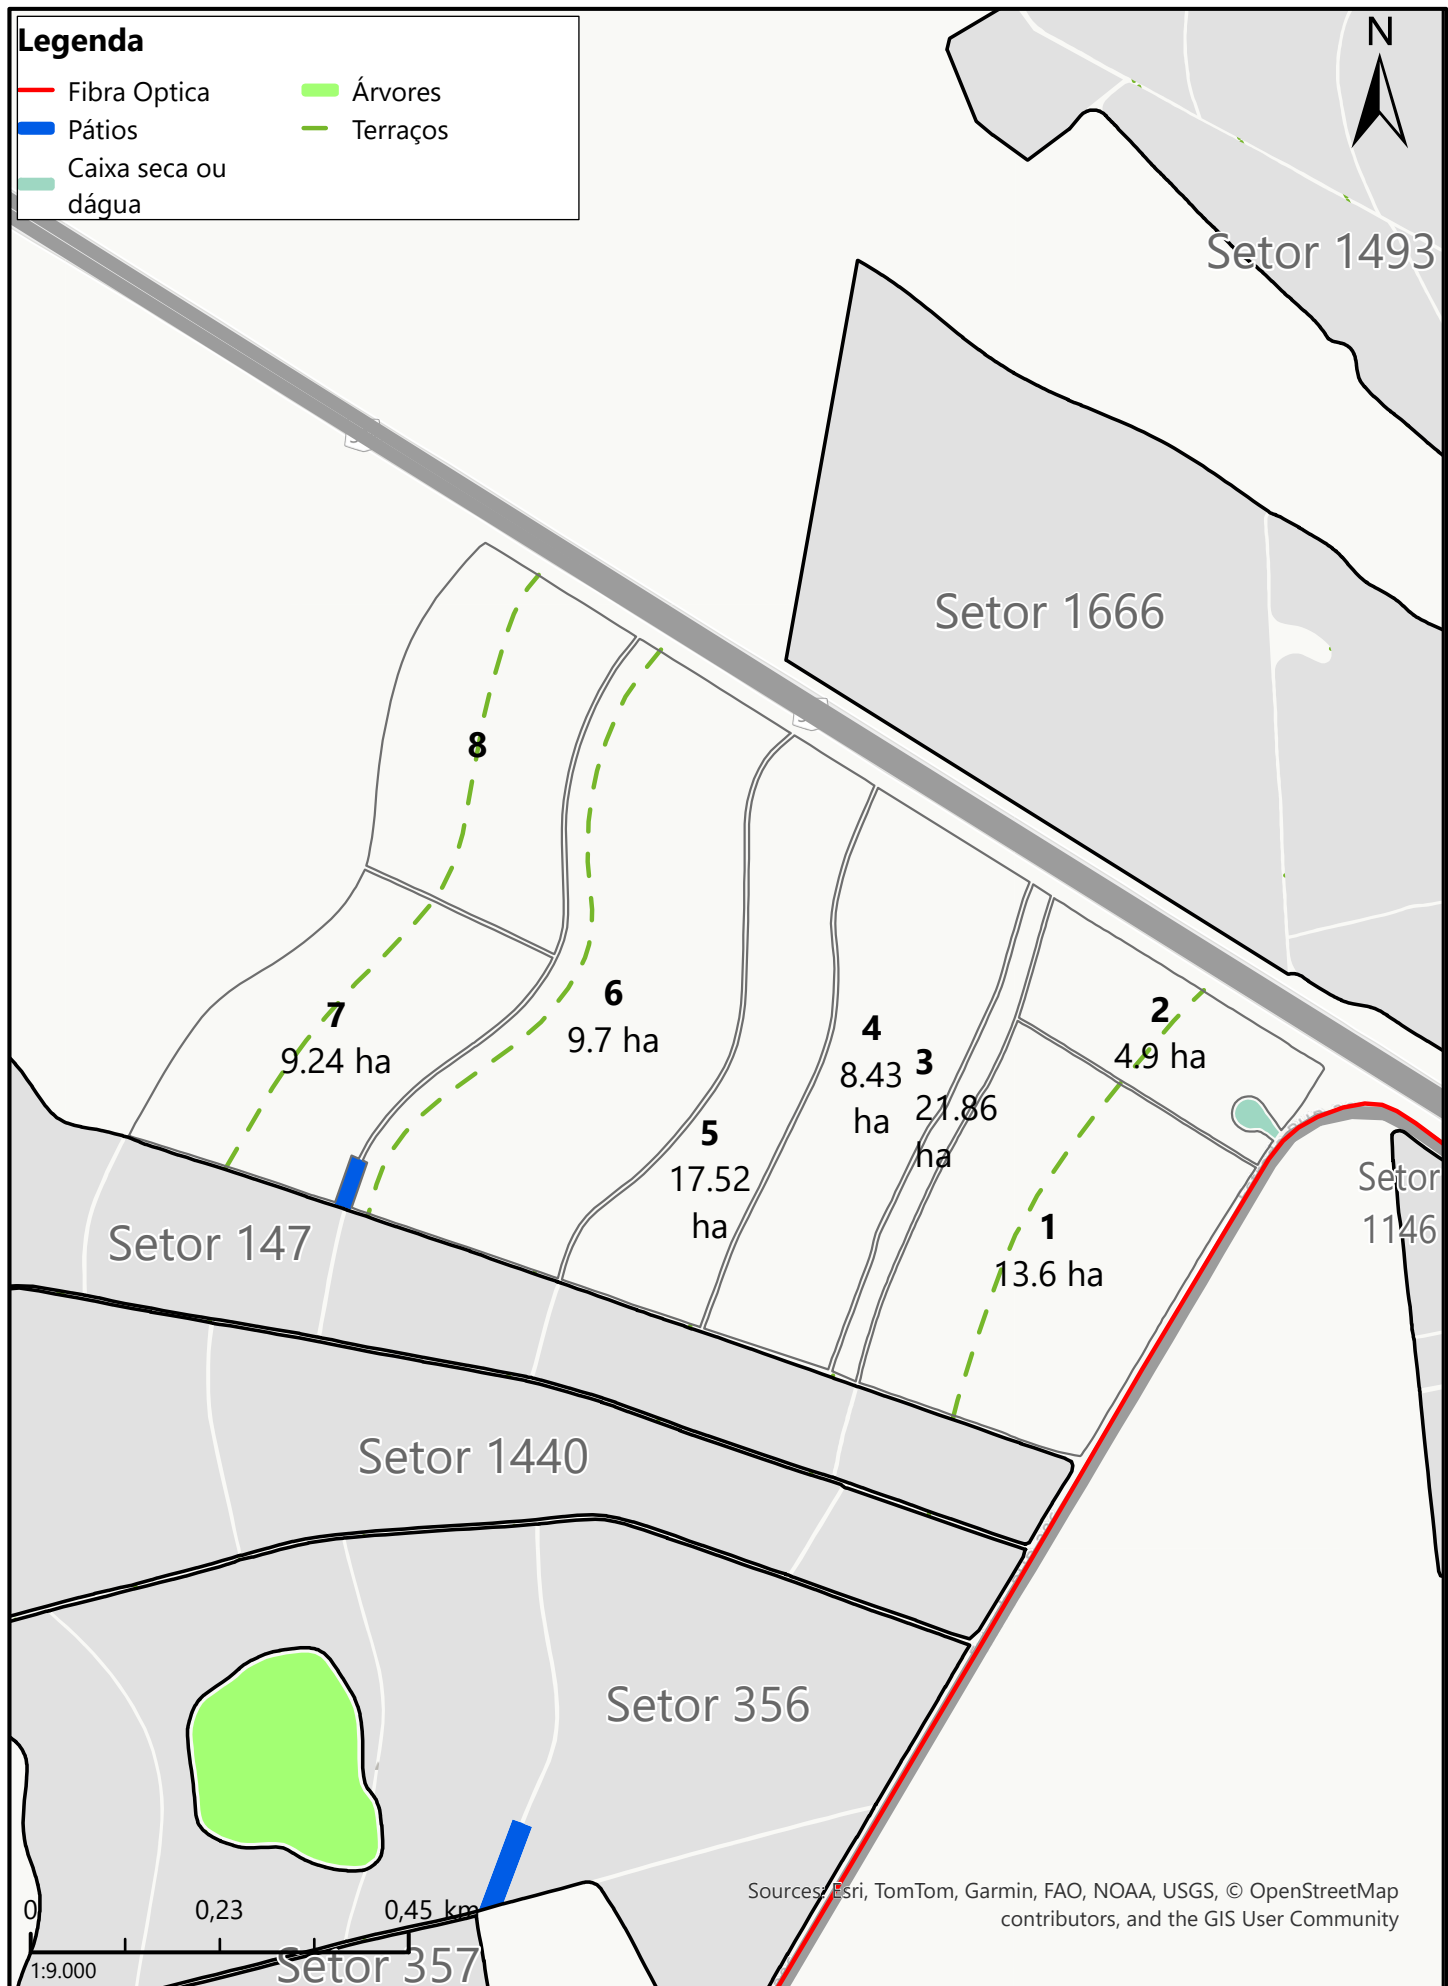 Legenda
Fibra Optica
Pátios
Caixa seca ou
dágua
Árvores
Terraços
N
Setor 1493
Setor 1666
8
7
9.24 ha
6
9.7 ha
5
17.52
ha
4
8.43
ha
3
21.86
ha
2
4.9 ha
1
13.6 ha
Setor
1146
Setor 147
Setor 1440
Setor 356
Setor 357
0
0,23
0,45 km
1:9.000
Sources: Esri, TomTom, Garmin, FAO, NOAA, USGS, © OpenStreetMap
contributors, and the GIS User Community